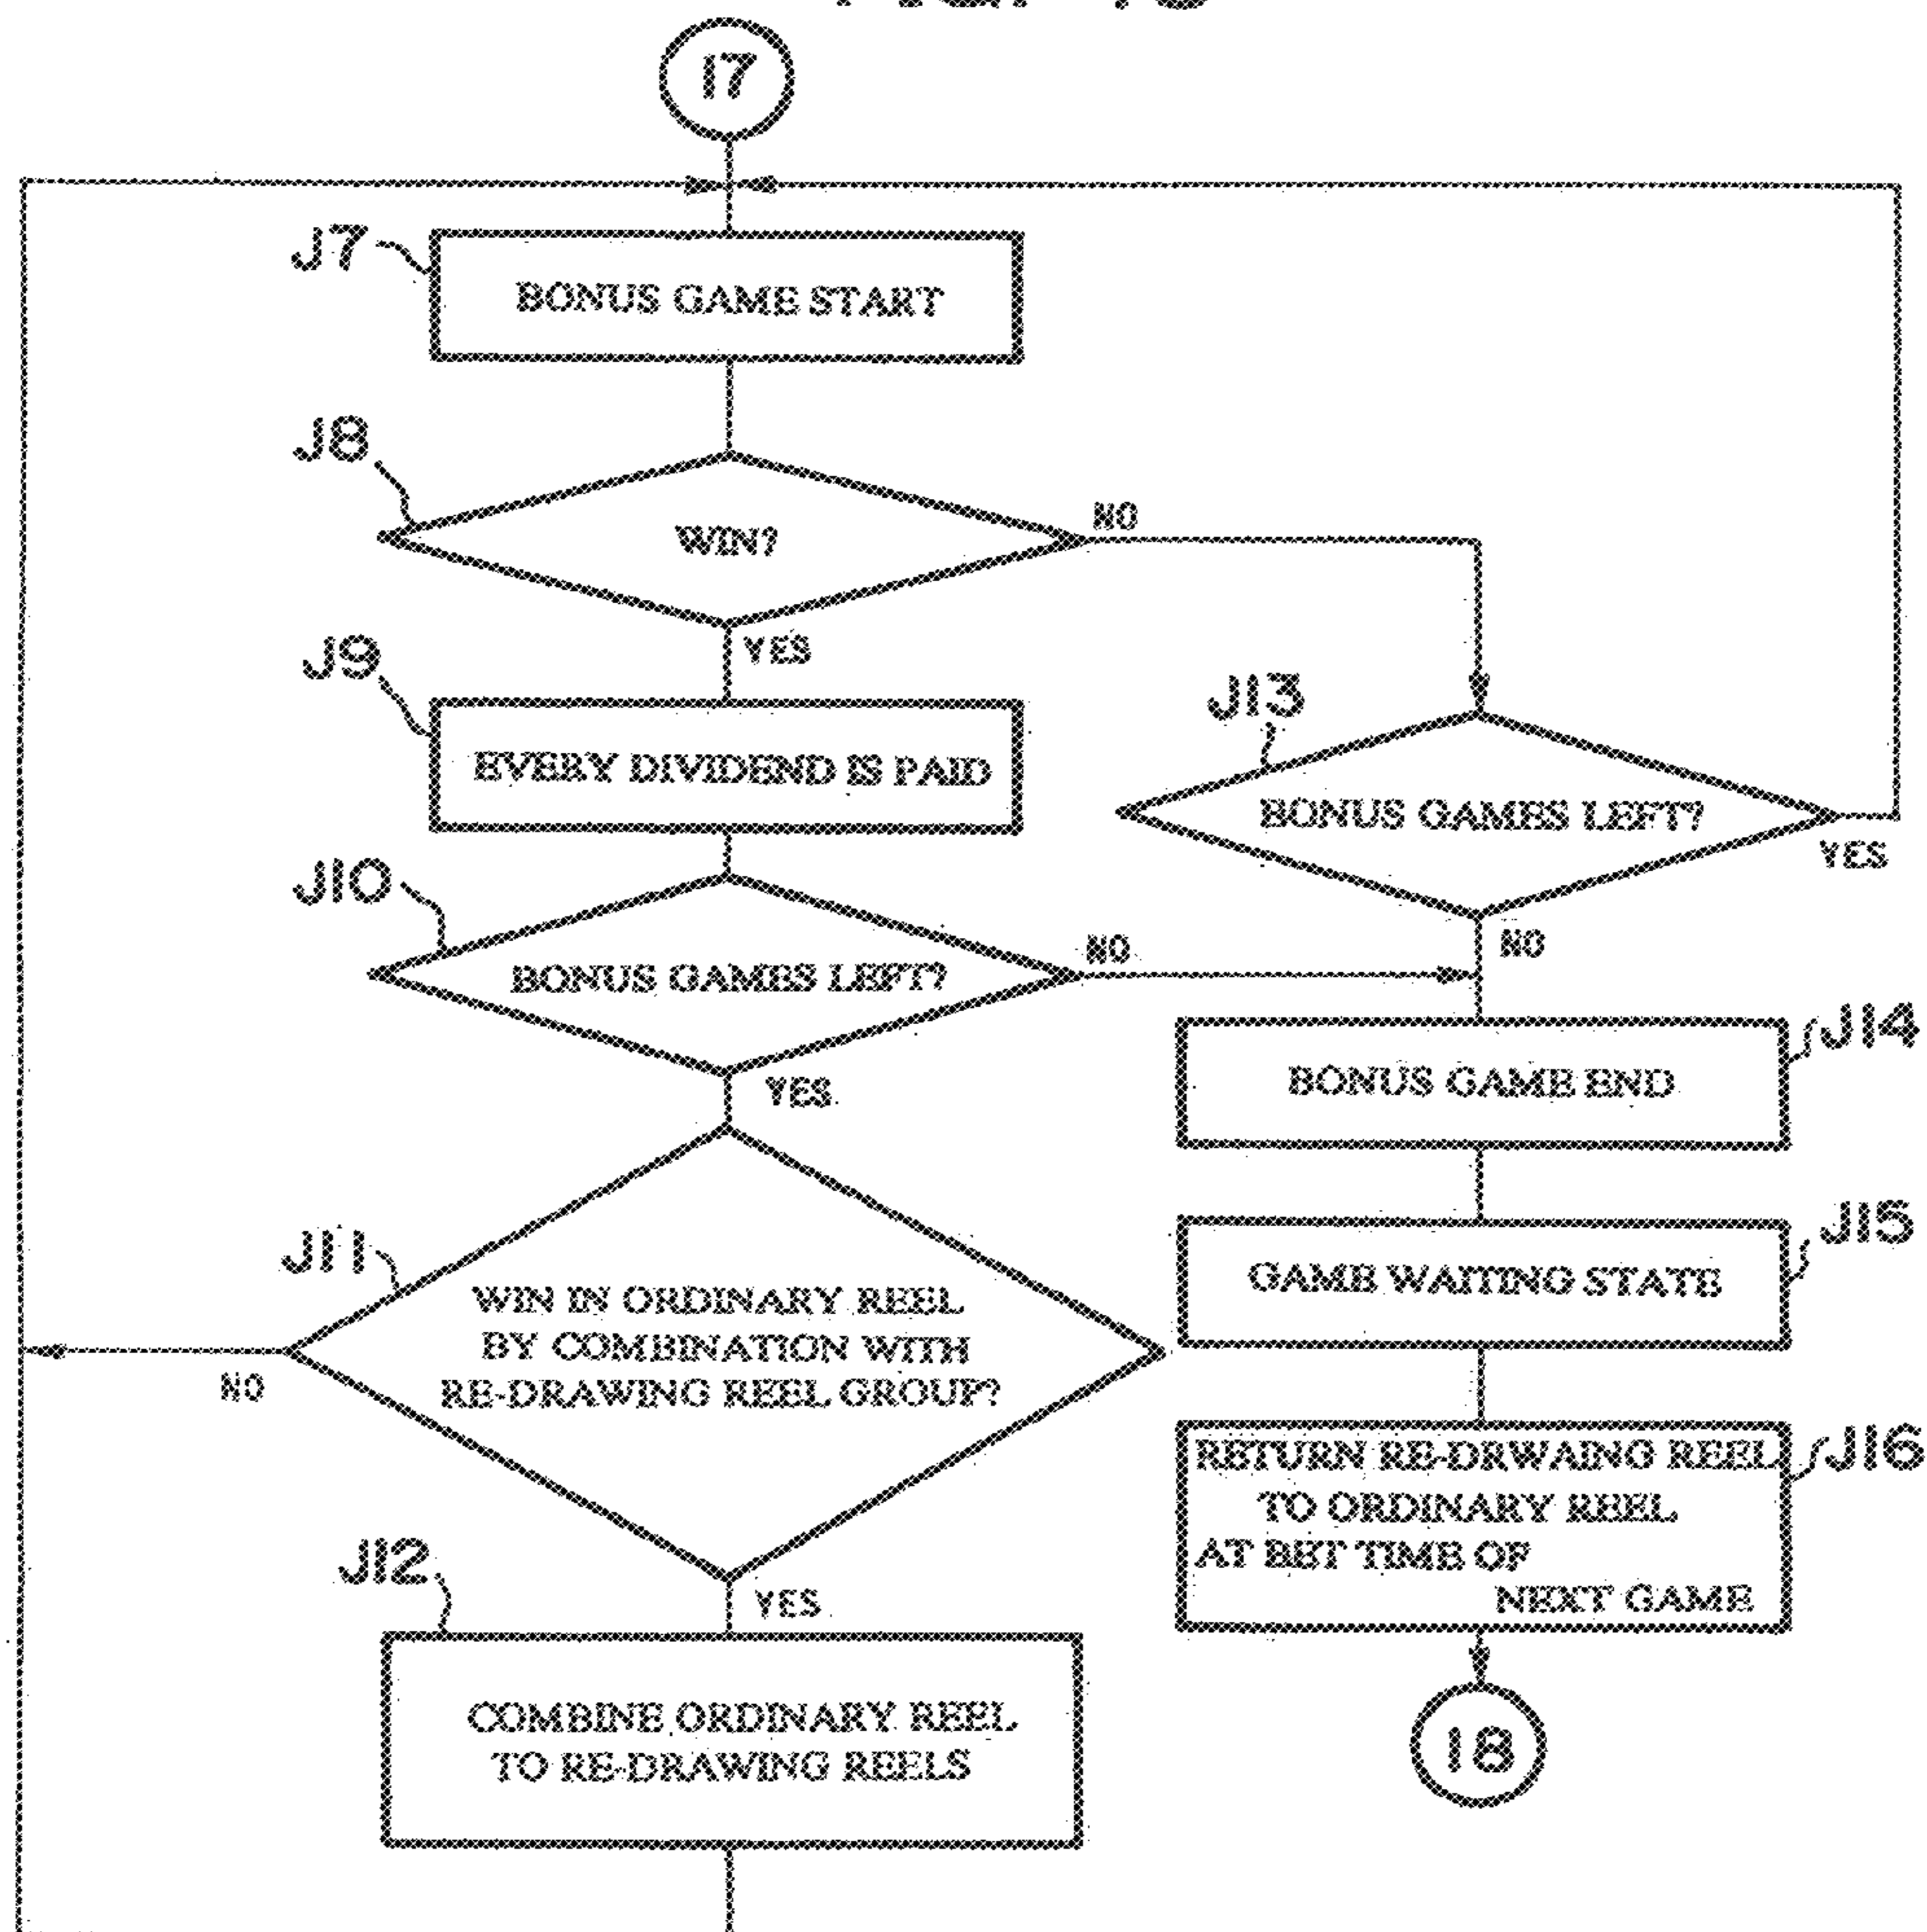 17
J7
BONUS GAME START
J8
WIN?
NO
YES
J9
EVERY DIVIDEND IS PAID
J13
BONUS GAMES LEFT?
YES
NO
J10
BONUS GAMES LEFT?
NO
YES
J14
BONUS GAME END
J11
WIN IN ORDINARY REEL
BY COMBINATION WITH
RE-DRAWING REEL GROUP?
NO
YES
J15
GAME WAITING STATE
J16
RETURN RE-DRWAING REEL
TO ORDINARY REEL
AT BET TIME OF
NEXT GAME
J12
COMBINE ORDINARY REEL
TO RE-DRAWING REELS
18